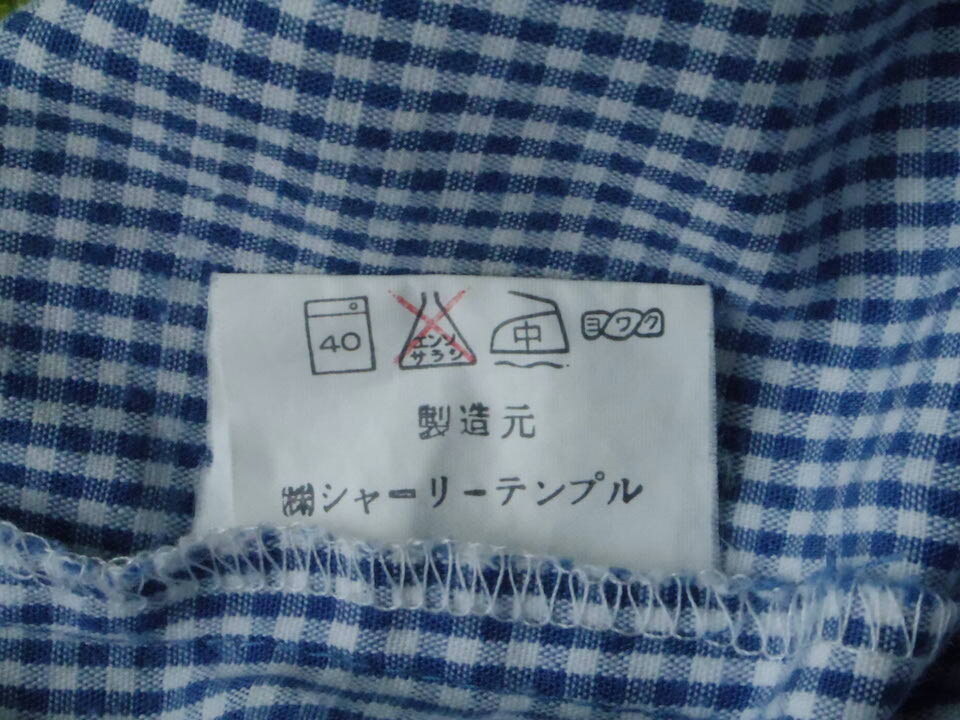 40 エンソ サラシ 中 ヨワク
製造元
㈱シャーリーテンプル